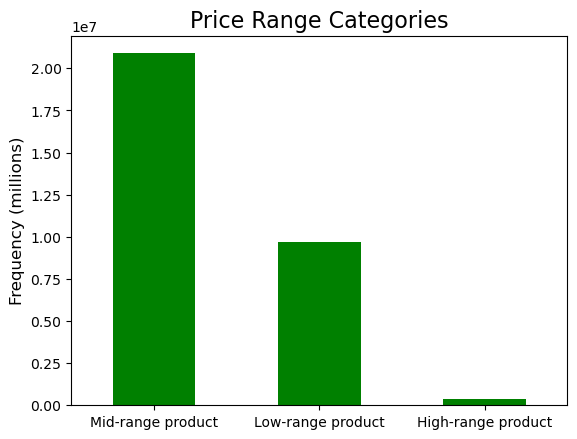 Price Range Categories
1e7
2.00
1.75
1.50
1.25
1.00
0.75
0.50
0.25
0.00
Frequency (millions)
Mid-range product Low-range product High-range product